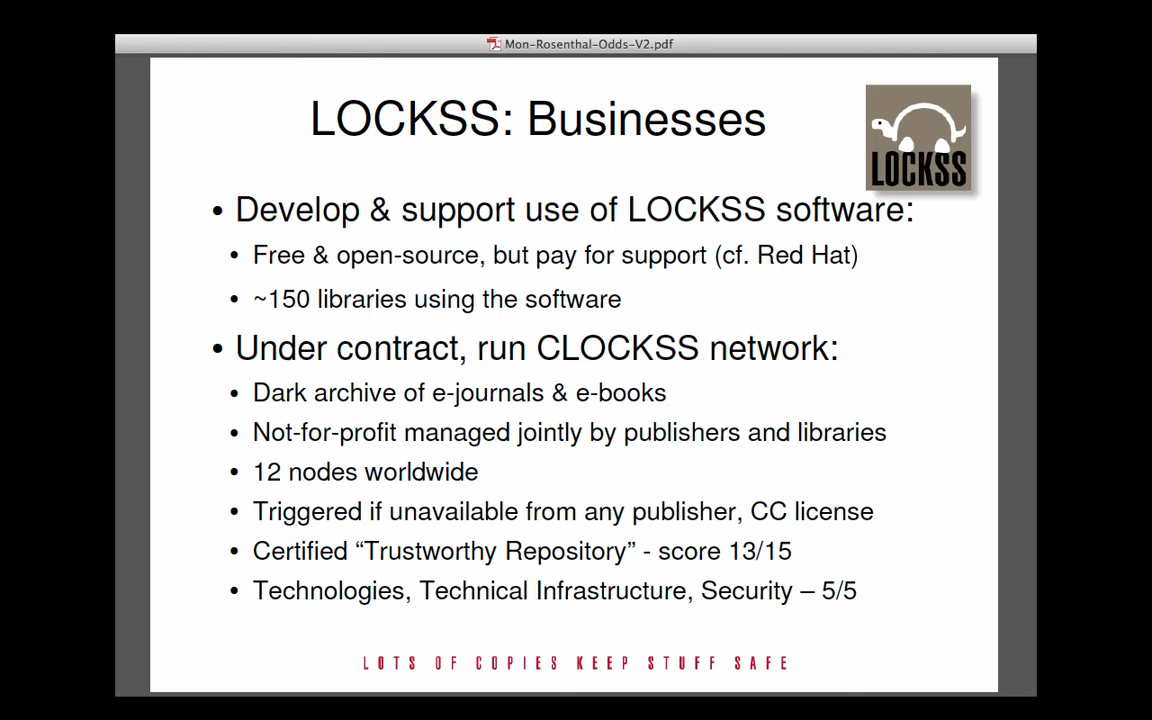 Mon-Rosenthal-Odds-V2.pdf
LOCKSS: Businesses
LOCKSS
• Develop & support use of LOCKSS software:
• Free & open-source, but pay for support (cf. Red Hat)
• ~150 libraries using the software
• Under contract, run CLOCKSS network:
• Dark archive of e-journals & e-books
• Not-for-profit managed jointly by publishers and libraries
• 12 nodes worldwide
• Triggered if unavailable from any publisher, CC license
• Certified “Trustworthy Repository” - score 13/15
• Technologies, Technical Infrastructure, Security – 5/5
LOTS OF COPIES KEEP STUFF SAFE